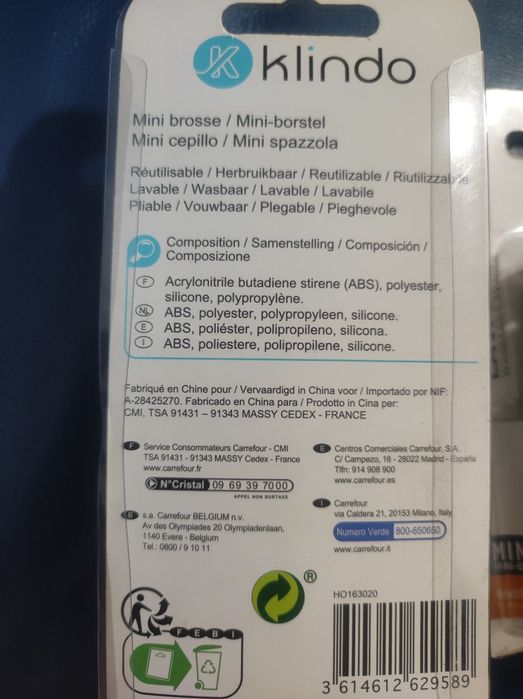 klindo
Mini brosse / Mini-borstel
Mini cepillo / Mini spazzola
Réutilisable / Herbruikbaar / Reutilizable / Riutilizzabile
Lavable / Wasbaar / Lavable / Lavabile
Pliable / Vouwbaar / Plegable / Pieghevole
Composition / Samenstelling / Composición /
Composizione
F Acrylonitrile butadiene stirene (ABS), polyester,
silicone, polypropylène.
NL ABS, polyester, polypropyleen, silicone.
E ABS, poliéster, polipropileno, silicona.
I ABS, poliestere, polipropilene, silicone.
Fabriqué en Chine pour / Vervaardigd in China voor / Importado por NIF:
A-28425270. Fabricado en China para / Prodotto in Cina per:
CMI, TSA 91431 – 91343 MASSY CEDEX - FRANCE
F Service Consommateurs Carrefour - CMI
TSA 91431 - 91343 MASSY Cedex - France
www.carrefour.fr
N°Cristal 09 69 39 7000
APPEL NON SURTAXE
E Centros Comerciales Carrefour, S.A.
C/ Campezo, 16 - 28022 Madrid - España
Tlfn: 914 908 900
www.carrefour.es
B s.a. Carrefour BELGIUM n.v.
Av des Olympiades 20 Olympiadenlaan,
1140 Evere - Belgium
Tel.: 0800 / 9 10 11
I Carrefour
via Caldera 21, 20153 Milano, Italy
Numero Verde 800-650650
www.carrefour.it
®
HO163020
F E B I
3 614612 629589
MIN
MINI-B